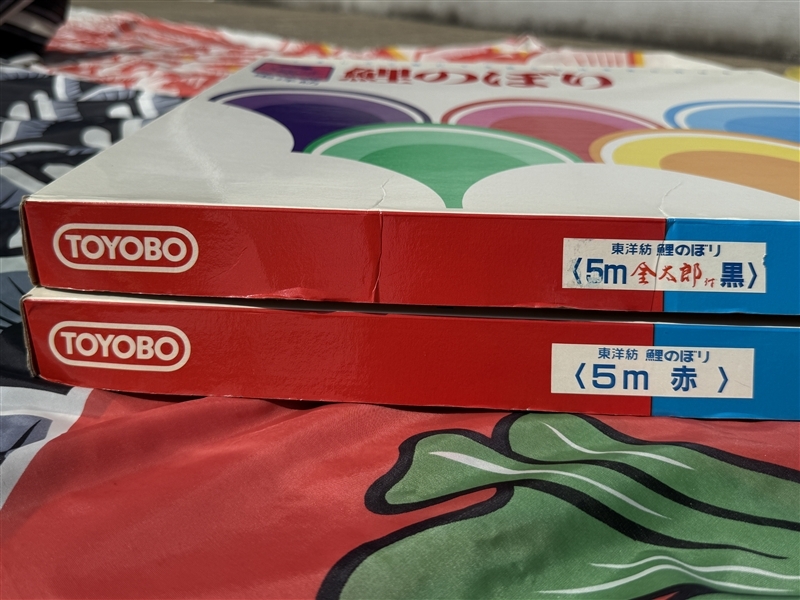 鯉のぼり
TOYOBO
東洋紡 鯉のぼり
〈5m 金太郎付 黒〉
TOYOBO
東洋紡 鯉のぼり
〈5m 赤 〉